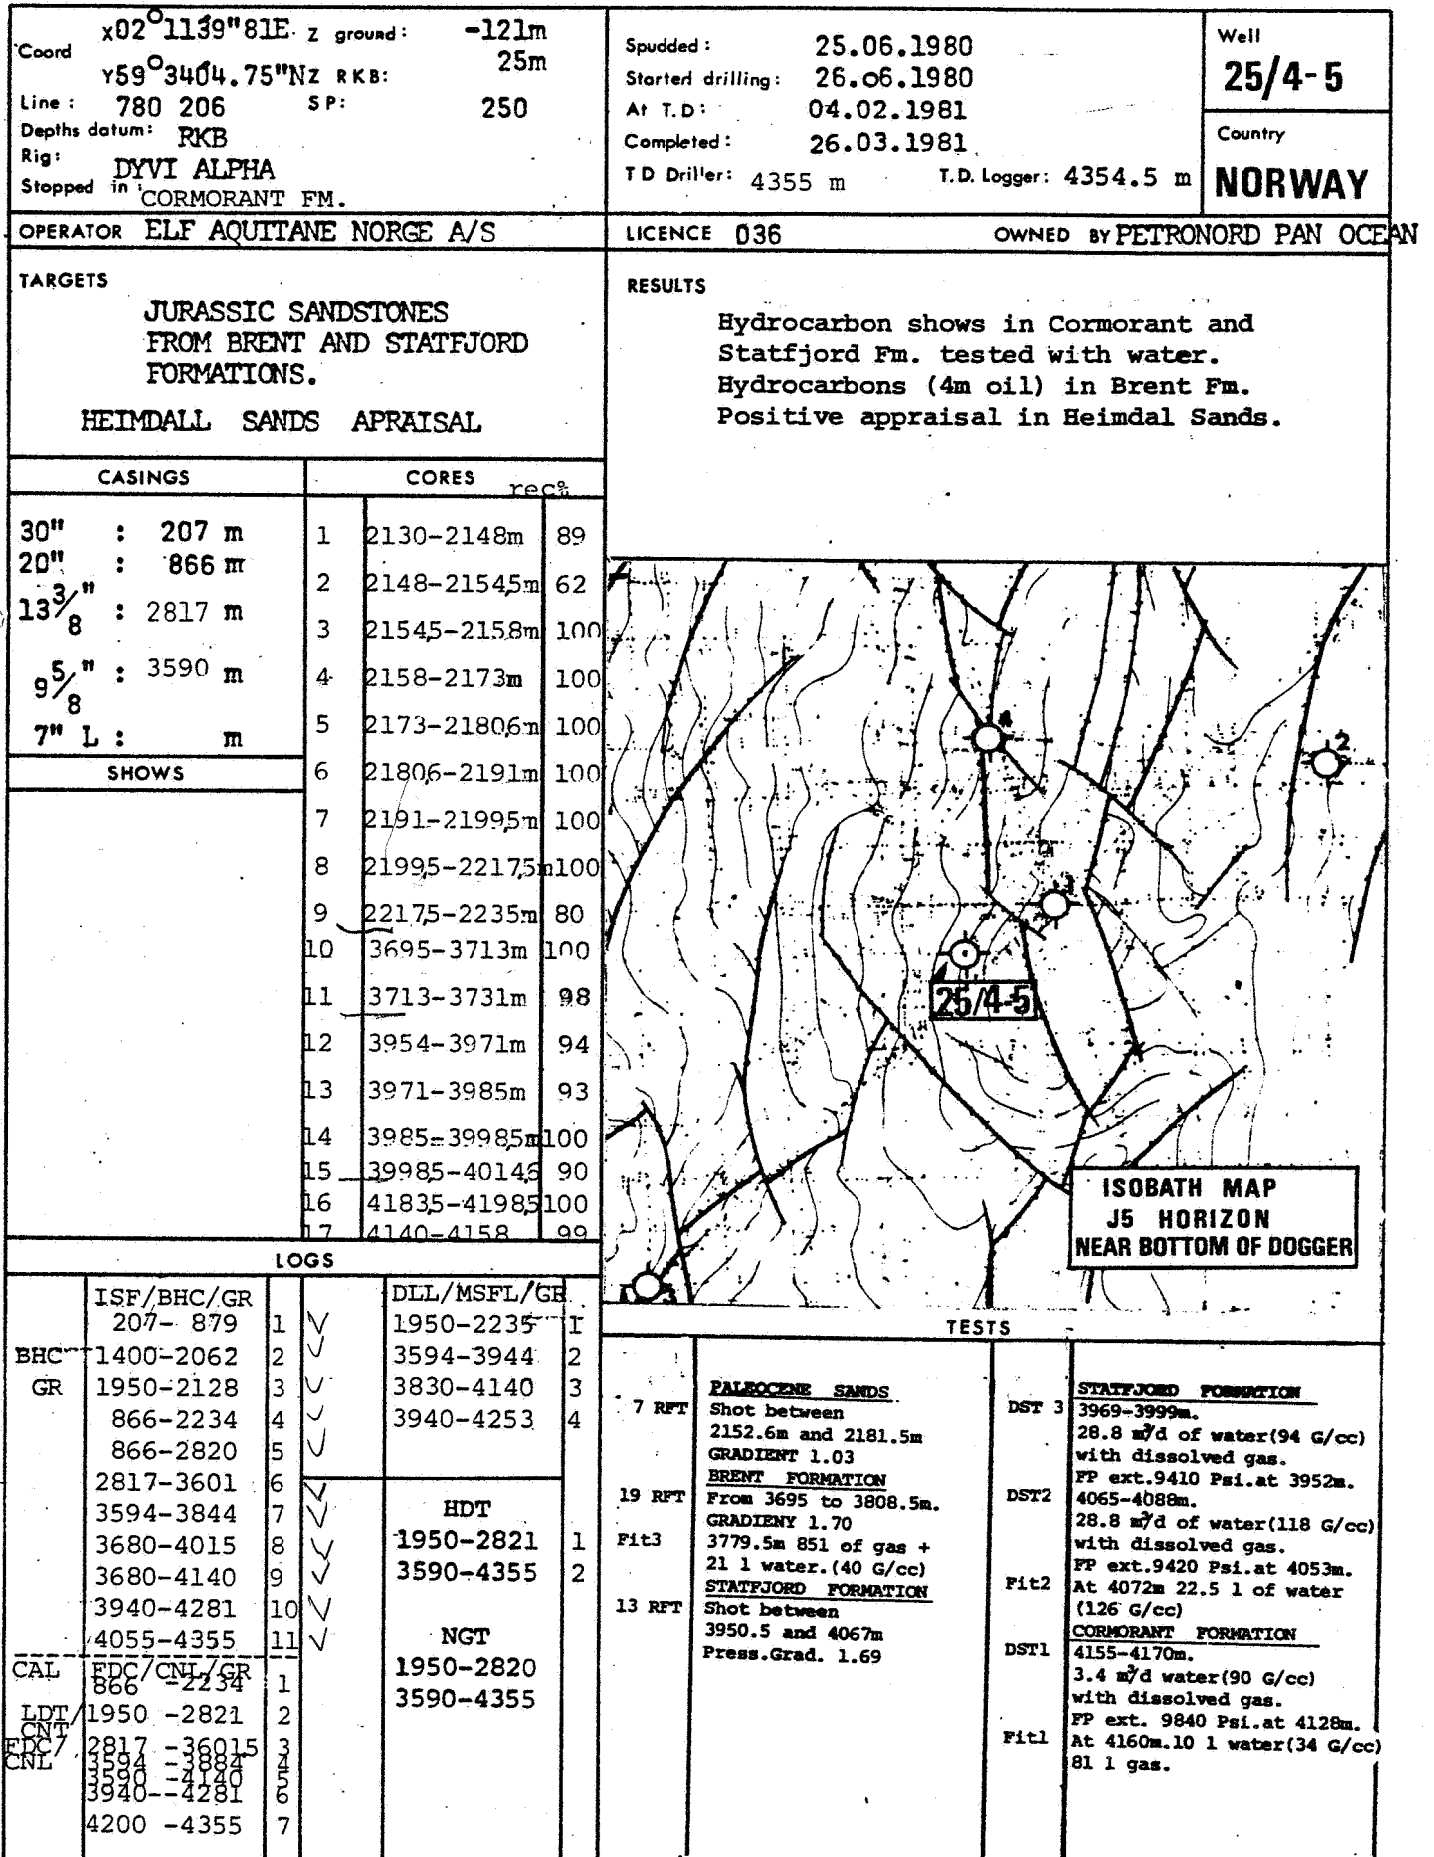 Coord x02°1139"81E Z ground: -121m
Y59°3404.75"N Z RKB: 25m
Line: 780 206 SP: 250
Depths datum: RKB
Rig: DYVI ALPHA
Stopped in: CORMORANT FM.
Spudded: 25.06.1980
Started drilling: 26.06.1980
At T.D: 04.02.1981
Completed: 26.03.1981
T D Driller: 4355 m T.D. Logger: 4354.5 m
Well
25/4-5
Country
NORWAY
OPERATOR ELF AQUITANE NORGE A/S
LICENCE 036 OWNED BY PETRONORD PAN OCEAN
TARGETS
JURASSIC SANDSTONES
FROM BRENT AND STATFJORD
FORMATIONS.
HEIMDALL SANDS APRAISAL
RESULTS
Hydrocarbon shows in Cormorant and
Statfjord Fm. tested with water.
Hydrocarbons (4m oil) in Brent Fm.
Positive appraisal in Heimdal Sands.
CASINGS
30" : 207 m
20" : 866 m
13 3/8" : 2817 m
9 5/8" : 3590 m
7" L : m
SHOWS
CORES rec%
1 2130-2148m 89
2 2148-2154,5m 62
3 2154,5-2158m 100
4 2158-2173m 100
5 2173-2180,6m 100
6 2180,6-2191m 100
7 2191-2199,5m 100
8 2199,5-2217,5m 100
9 2217,5-2235m 80
10 3695-3713m 100
11 3713-3731m 98
12 3954-3971m 94
13 3971-3985m 93
14 3985-3998,5m 100
15 3998,5-4014,5 90
16 4183,5-4198,5 100
17 4140-4158 99
4
2
1
25/4-5
3
ISOBATH MAP
J5 HORIZON
NEAR BOTTOM OF DOGGER
LOGS
ISF/BHC/GR
207- 879 1
BHC 1400-2062 2
GR 1950-2128 3
866-2234 4
866-2820 5
2817-3601 6
3594-3844 7
3680-4015 8
3680-4140 9
3940-4281 10
4055-4355 11
CAL FDC/CNL/GR
866 -2234 1
LDT/CNT 1950 -2821 2
FDC/CNL 2817 -36015 3
3594 -3884 4
3590 -4140 5
3940--4281 6
4200 -4355 7
DLL/MSFL/GR
1950-2235 1
3594-3944 2
3830-4140 3
3940-4253 4
HDT
1950-2821 1
3590-4355 2
NGT
1950-2820
3590-4355
TESTS
PALEOCENE SANDS
7 RFT Shot between
2152.6m and 2181.5m
GRADIENT 1.03
BRENT FORMATION
19 RFT From 3695 to 3808.5m.
GRADIENY 1.70
Fit3 3779.5m 851 of gas +
21 l water.(40 G/cc)
STATFJORD FORMATION
13 RFT Shot between
3950.5 and 4067m
Press.Grad. 1.69
STATFJORD FORMATION
DST 3 3969-3999m.
28.8 m³/d of water(94 G/cc)
with dissolved gas.
FP ext.9410 Psi.at 3952m.
DST2 4065-4088m.
28.8 m³/d of water(118 G/cc)
with dissolved gas.
FP ext.9420 Psi.at 4053m.
Fit2 At 4072m 22.5 l of water
(126 G/cc)
CORMORANT FORMATION
DST1 4155-4170m.
3.4 m³/d water(90 G/cc)
with dissolved gas.
FP ext. 9840 Psi.at 4128m.
Fit1 At 4160m.10 l water(34 G/cc)
81 l gas.